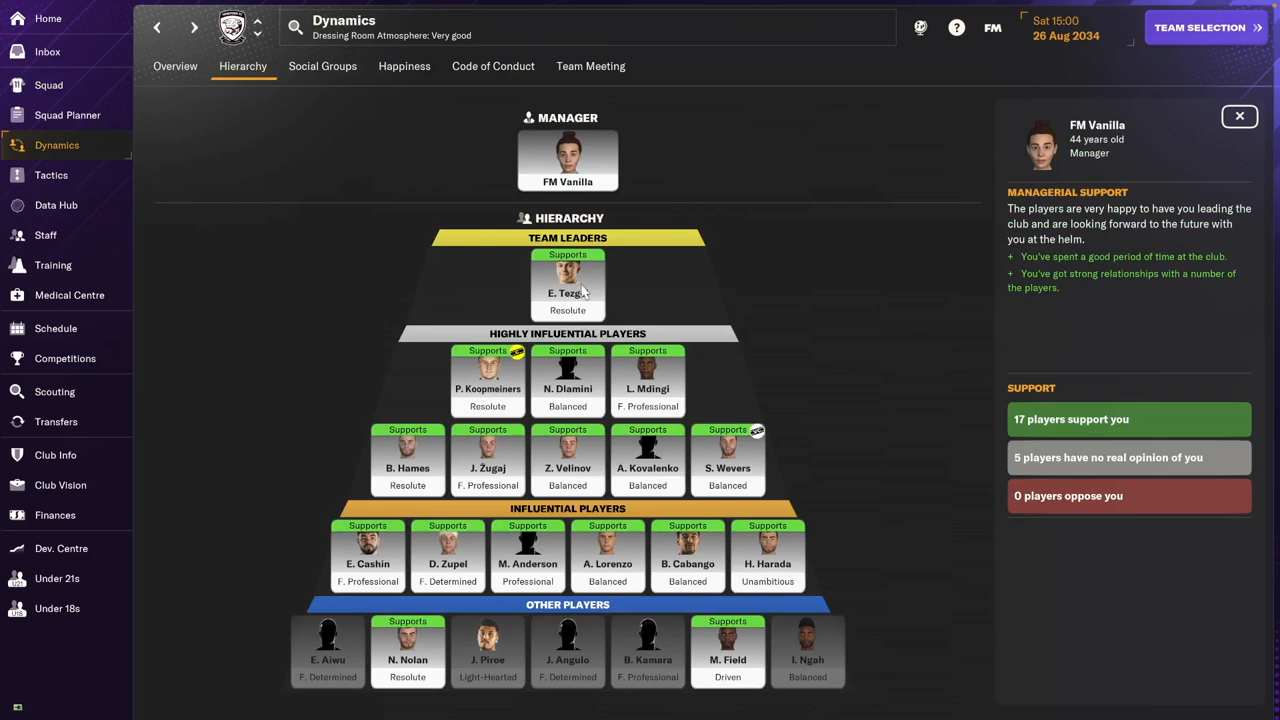 Home
Dynamics
Dressing Room Atmosphere: Very good
FM
Sat 15:00
26 Aug 2034
TEAM SELECTION
Inbox
Squad
Squad Planner
Dynamics
Tactics
Data Hub
Staff
Training
Medical Centre
Schedule
Competitions
Scouting
Transfers
Club Info
Club Vision
Finances
Dev. Centre
Under 21s
Under 18s
Overview Hierarchy Social Groups Happiness Code of Conduct Team Meeting
MANAGER
FM Vanilla
HIERARCHY
TEAM LEADERS
Supports
Resolute
HIGHLY INFLUENTIAL PLAYERS
Supports Supports Supports
P. Koopmeiners N. Dlamini L. Mdingi
Resolute Balanced F. Professional
Supports Supports Supports Supports Supports
B. Hames J. Žugaj Z. Velinov A. Kovalenko S. Wevers
Resolute F. Professional Balanced Balanced Balanced
INFLUENTIAL PLAYERS
Supports Supports Supports Supports Supports Supports
E. Cashin D. Zupel M. Anderson A. Lorenzo B. Cabango H. Harada
F. Professional F. Determined Professional Balanced Balanced Unambitious
OTHER PLAYERS
Supports Supports
E. Aiwu N. Nolan J. Piroe J. Angulo B. Kamara M. Field I. Ngah
F. Determined Resolute Light-Hearted F. Determined F. Professional Driven Balanced
FM Vanilla
44 years old
Manager
MANAGERIAL SUPPORT
The players are very happy to have you leading the
club and are looking forward to the future with
you at the helm.
+ You've spent a good period of time at the club.
+ You've got strong relationships with a number of
the players.
SUPPORT
17 players support you
5 players have no real opinion of you
0 players oppose you